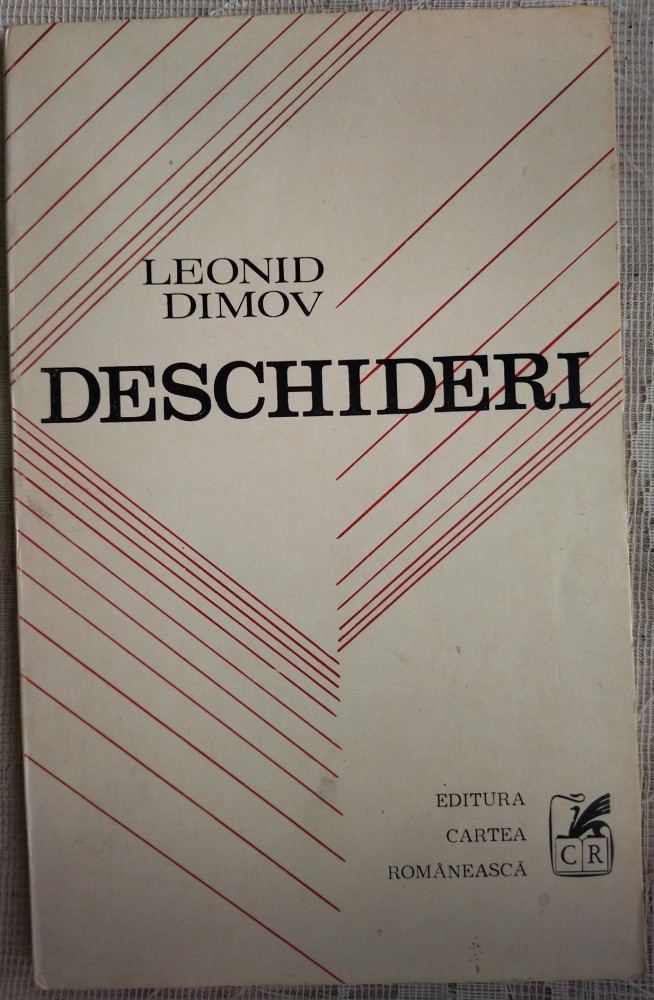 LEONID
DIMOV
DESCHIDERI
EDITURA
CARTEA
ROMÂNEASCĂ
CR